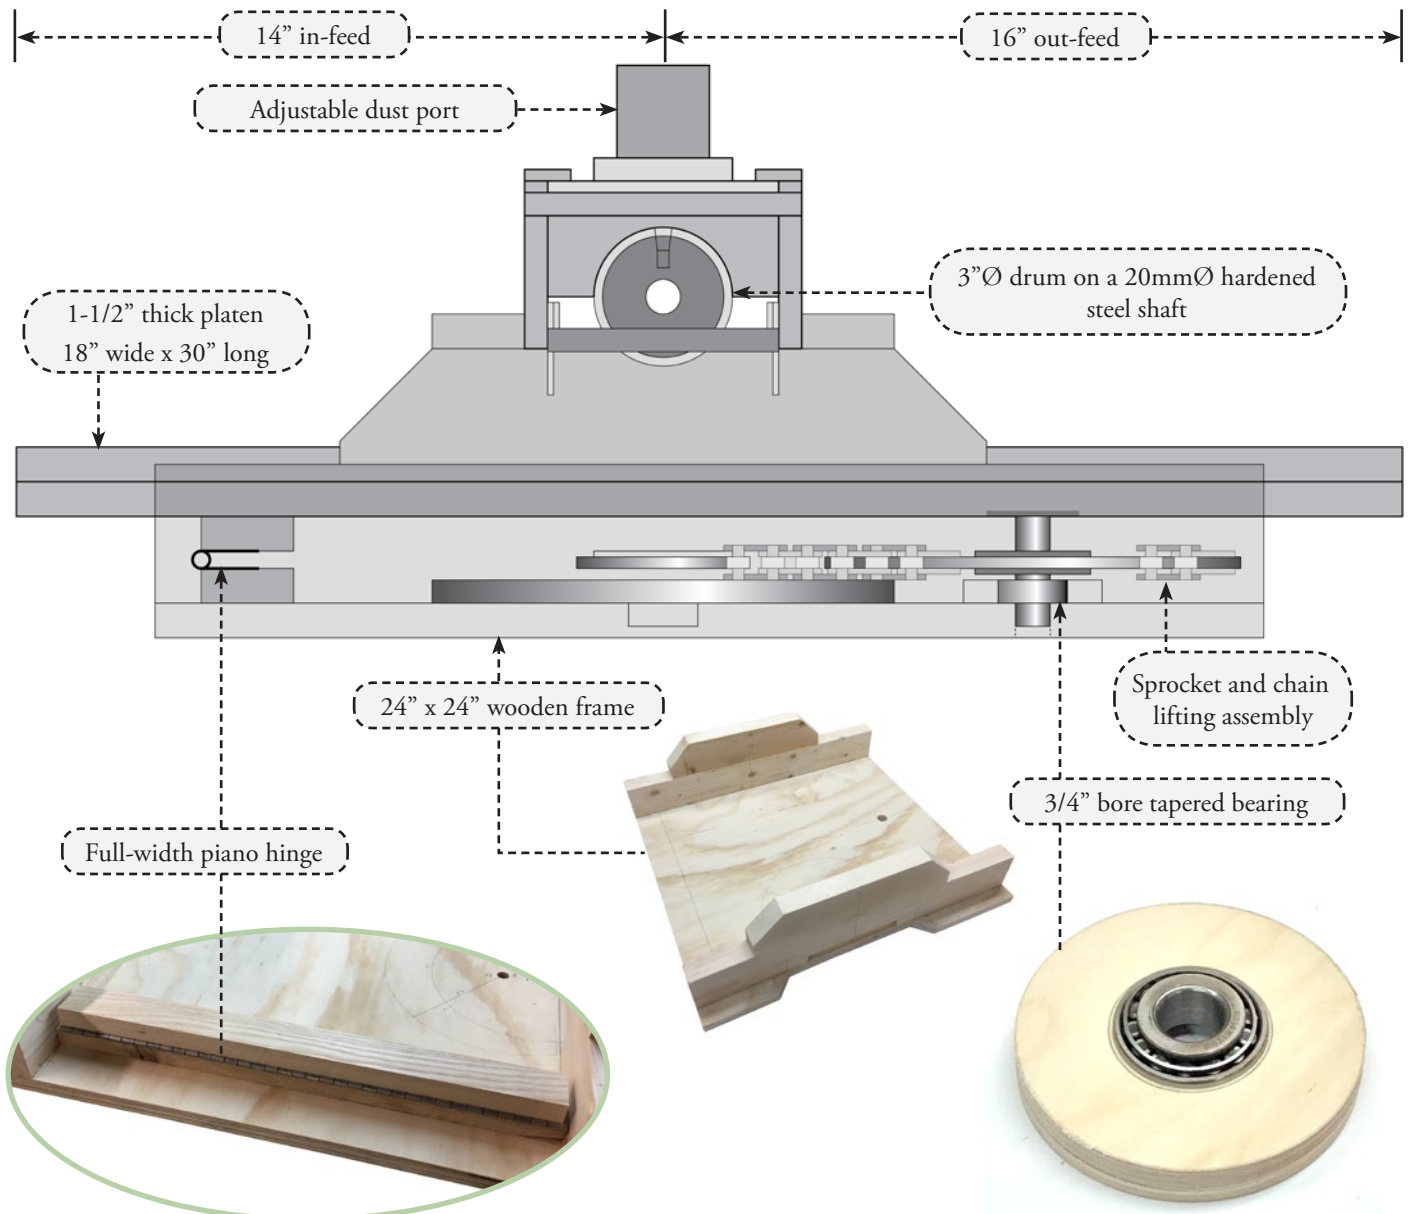 14” in-feed
16” out-feed
Adjustable dust port
3”Ø drum on a 20mmØ hardened
steel shaft
1-1/2” thick platen
18” wide x 30” long
24” x 24” wooden frame
Sprocket and chain
lifting assembly
3/4” bore tapered bearing
Full-width piano hinge